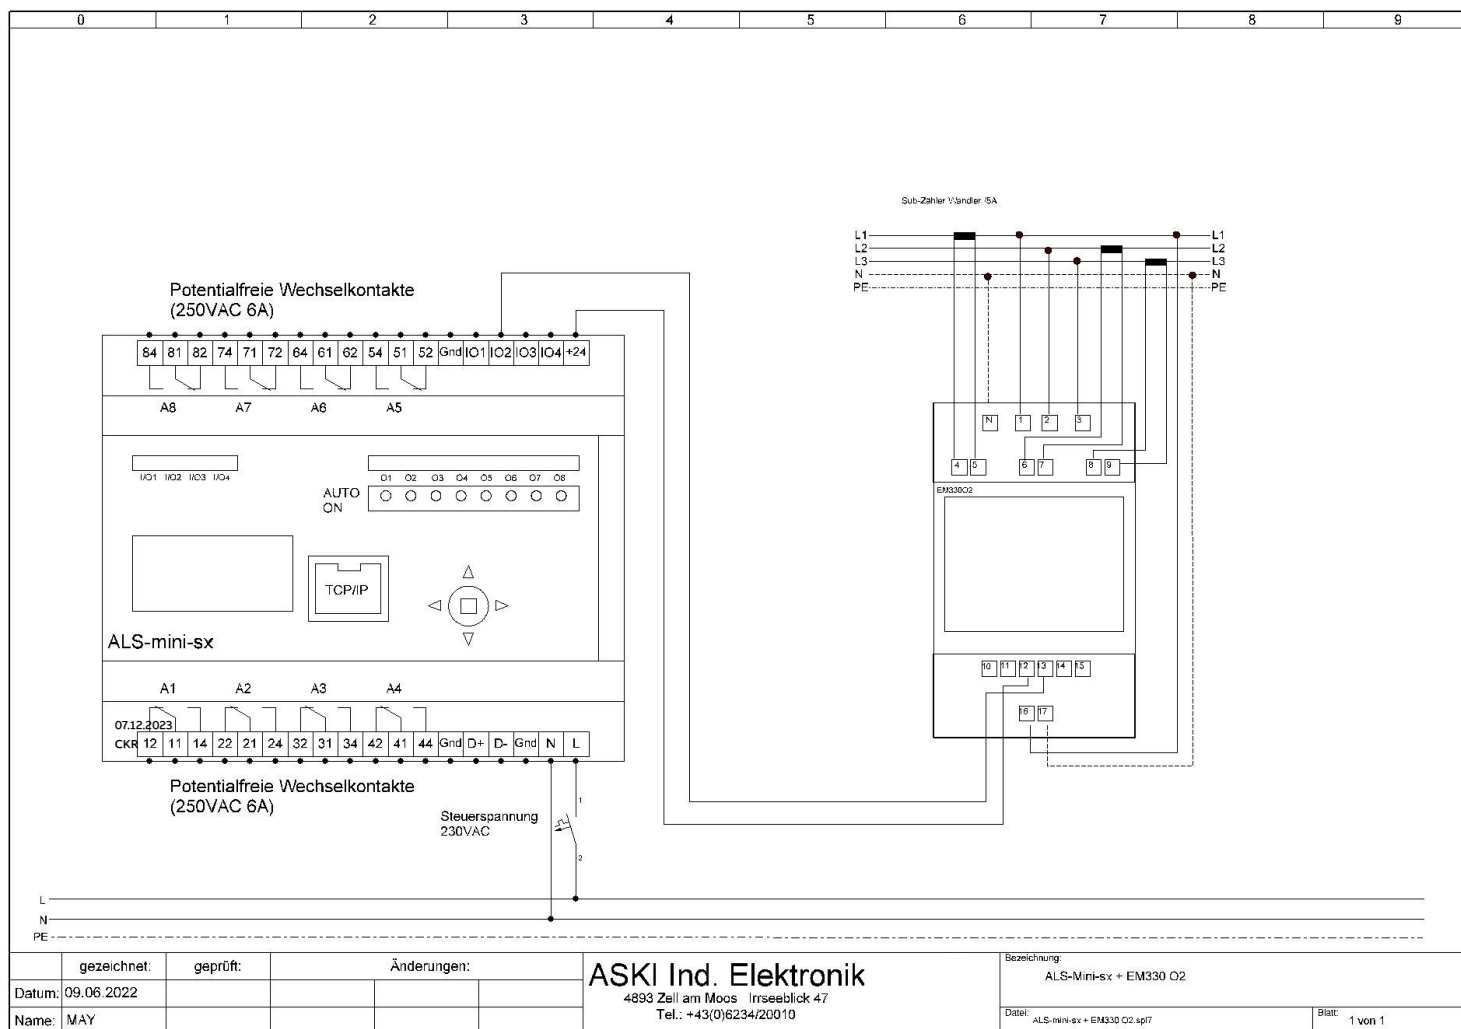 0 1 2 3 4 5 6 7 8 9
Sub-Zähler Wandler /5A
L1 L1
L2 L2
L3 L3
N N
PE PE
Potentialfreie Wechselkontakte
(250VAC 6A)
84 81 82 74 71 72 64 61 62 54 51 52 Gnd IO1 IO2 IO3 IO4 +24
A8 A7 A6 A5
N 1 2 3
4 5 6 7 8 9
EM330O2
I/O1 I/O2 I/O3 I/O4
O1 O2 O3 O4 O5 O6 O7 O8
AUTO
ON
TCP/IP
ALS-mini-sx
10 11 12 13 14 15
16 17
A1 A2 A3 A4
07.12.2023
CKR
12 11 14 22 21 24 32 31 34 42 41 44 Gnd D+ D- Gnd N L
Potentialfreie Wechselkontakte
(250VAC 6A)
Steuerspannung
230VAC
1
2
L
N
PE
gezeichnet: geprüft: Änderungen:
Datum: 09.06.2022
Name: MAY
ASKI Ind. Elektronik
4893 Zell am Moos Irrseeblick 47
Tel.: +43(0)6234/20010
Bezeichnung:
ALS-Mini-sx + EM330 O2
Datei: ALS-mini-sx + EM330 O2.spl7
Blatt: 1 von 1